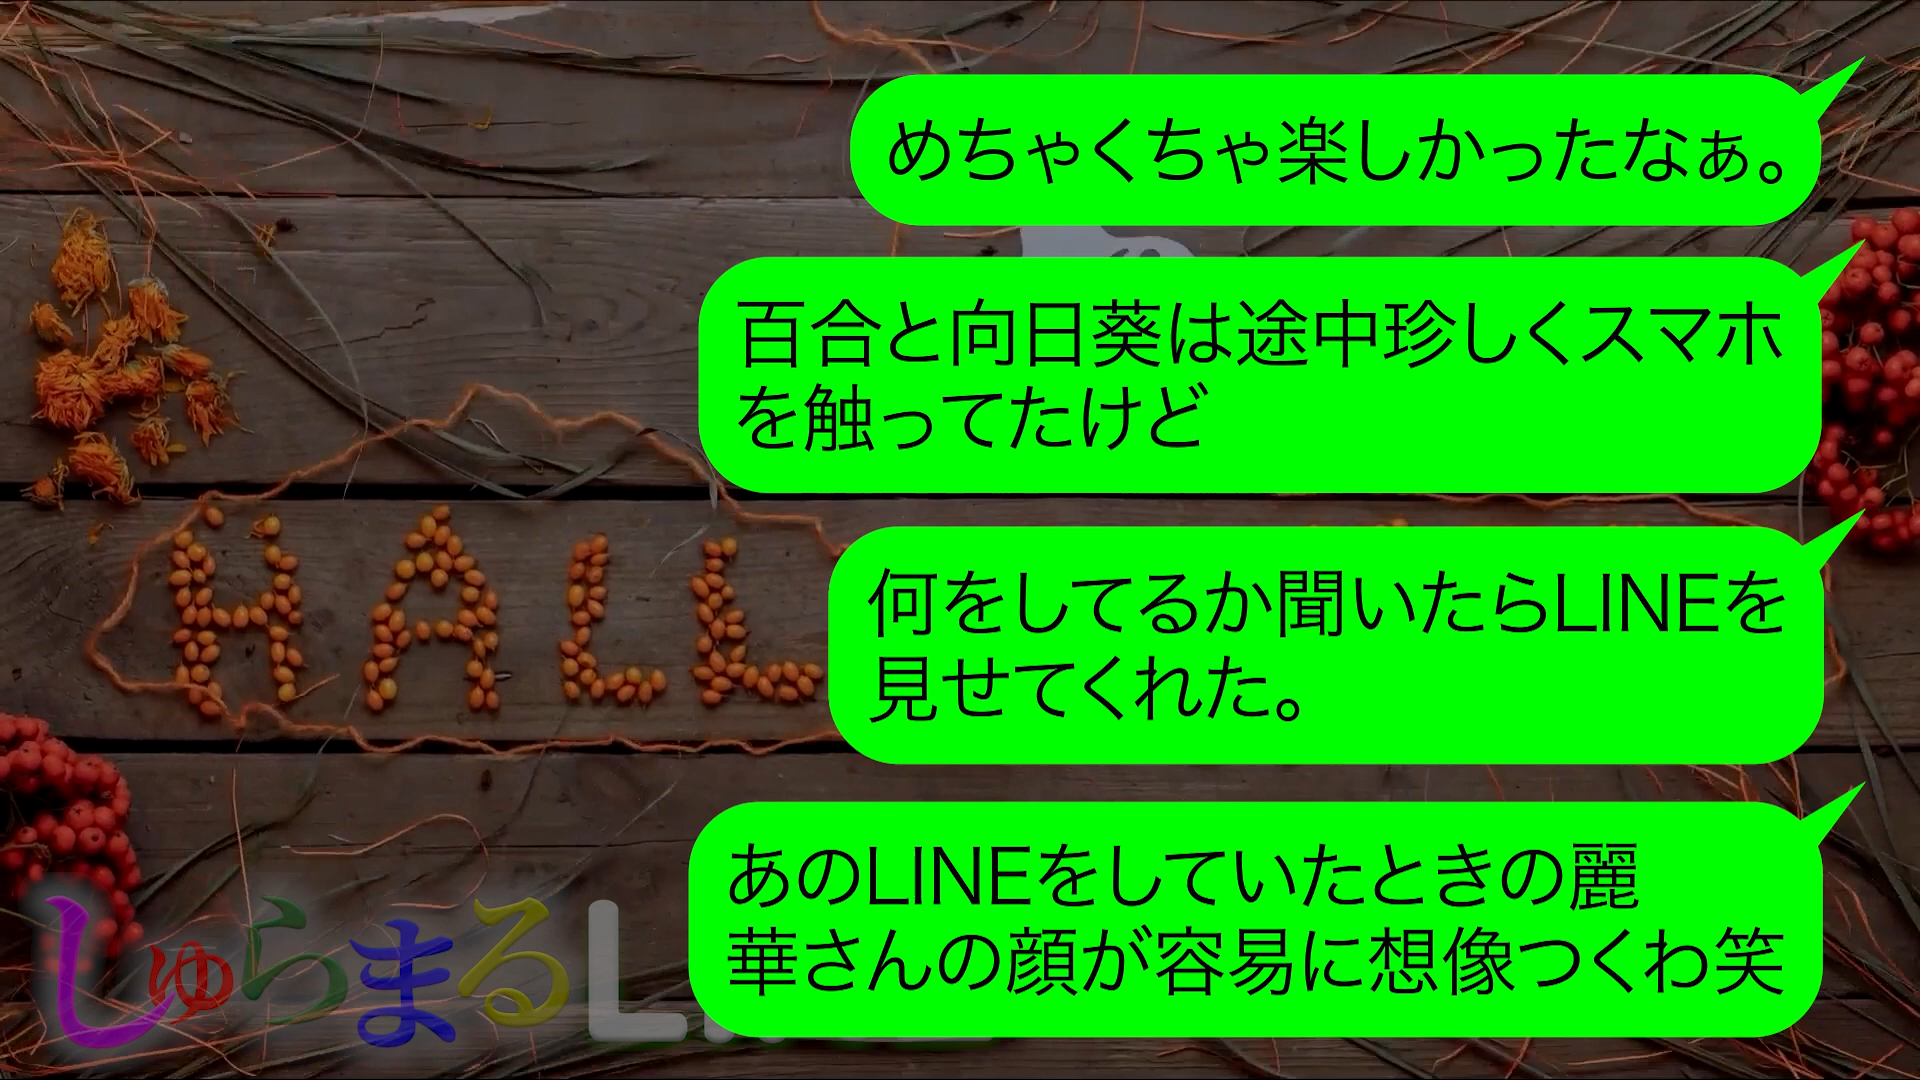 めちゃくちゃ楽しかったなぁ。
百合と向日葵は途中珍しくスマホ
を触ってたけど
何をしてるか聞いたらLINEを
見せてくれた。
あのLINEをしていたときの麗
華さんの顔が容易に想像つくわ笑
HALL
しゅらまるL